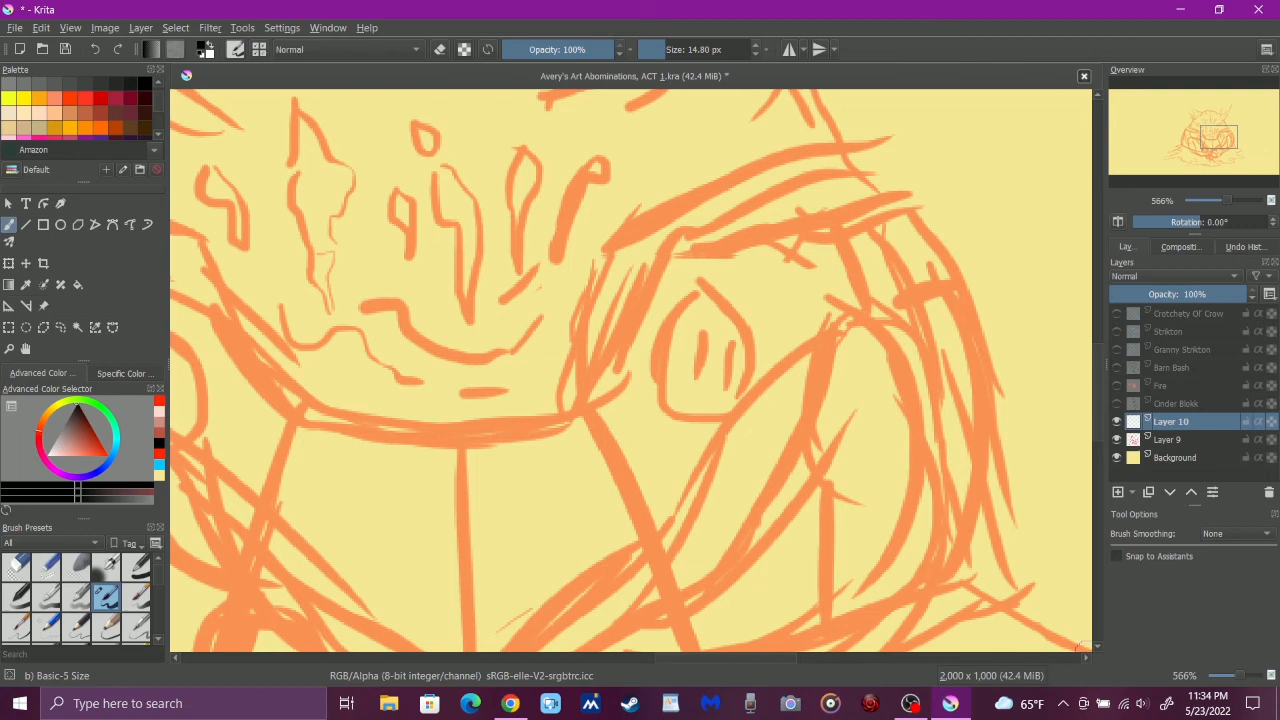 * - Krita
File Edit View Image Layer Select Filter Tools Settings Window Help
Normal Opacity: 100% Size: 14.80 px
Palette
Avery's Art Abominations, ACT 1.kra (42.4 MiB) *
Overview
Amazon
Default
566%
Rotation: 0.00°
Lay... Compositi... Undo Hist...
Layers
Normal
Opacity: 100%
Crotchety Ol' Crow
Strikton
Granny Strikton
Barn Bash
Fire
Cinder Blokk
Layer 10
Layer 9
Background
Advanced Color ... Specific Color ...
Advanced Color Selector
Tool Options
Brush Smoothing: None
Snap to Assistants
Brush Presets
All Tag
Search
b) Basic-5 Size RGB/Alpha (8-bit integer/channel) sRGB-elle-V2-srgbtrc.icc 2,000 x 1,000 (42.4 MiB) 566%
Type here to search
65°F
11:34 PM
5/23/2022